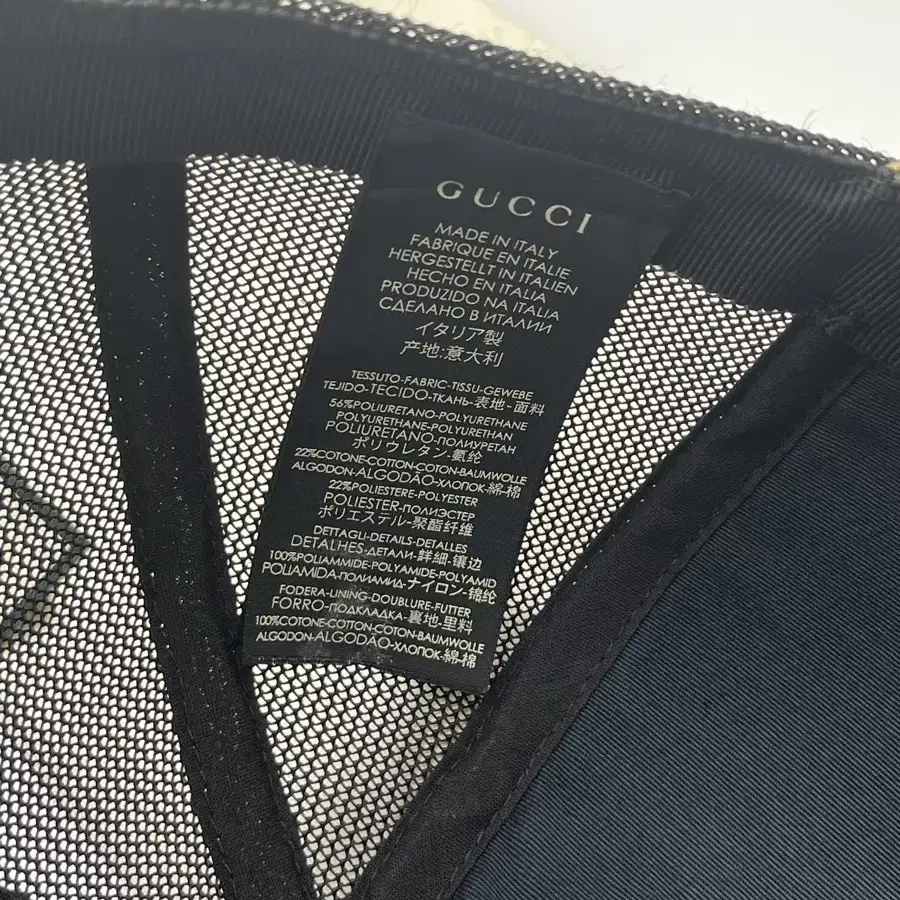 GUCCI
MADE IN ITALY
FABRIQUE EN ITALIE
HERGESTELLT IN ITALIEN
HECHO EN ITALIA
PRODUZIDO NA ITALIA
СДЕЛАНО В ИТАЛИИ
イタリア製
产地:意大利
TESSUTO-FABRIC-TISSU-GEWEBE
TEJIDO-TECIDO-ТКАНЬ-表地-面料
56%POLIURETANO-POLYURETHANE
POLYURETHANE-POLYURETHAN
POLIURETANO-ПОЛИУРЕТАН
ポリウレタン-氨纶
22%COTONE-COTTON-COTON-BAUMWOLLE
ALGODON-ALGODÃO-ХЛОПОК-綿-棉
22%POLIESTERE-POLYESTER
POLIESTER-ПОЛИЭСТЕР
ポリエステル-聚酯纤维
DETTAGLI-DETAILS-DETALLES
DETALHES-ДЕТАЛИ-詳細-镶边
100%POLIAMMIDE-POLYAMIDE-POLYAMID
POLIAMIDA-ПОЛИАМИД-ナイロン-锦纶
FODERA-LINING-DOUBLURE-FUTTER
FORRO-ПОДКЛАДКА-裏地-里料
100%COTONE-COTTON-COTON-BAUMWOLLE
ALGODON-ALGODÃO-ХЛОПОК-綿-棉